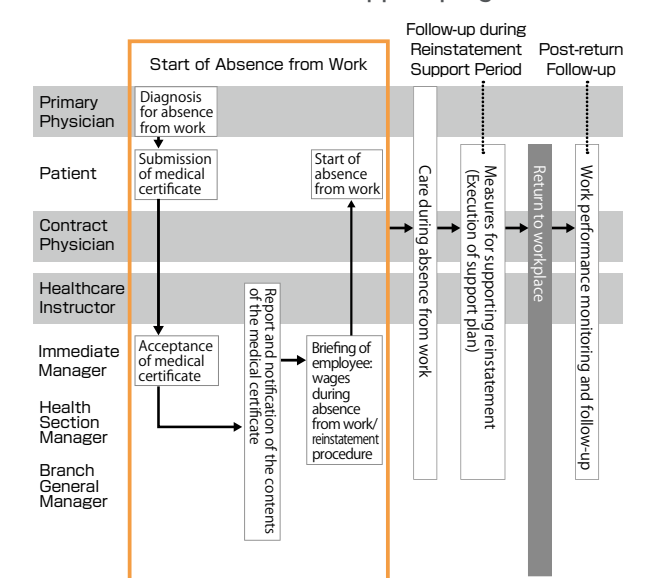 Follow-up during
Reinstatement
Support Period
Post-return
Follow-up
Start of Absence from Work
Primary
Physician
Diagnosis
for absence
from work
Patient
Submission
of medical
certificate
Start of
absence
from work
Contract
Physician
Healthcare
Instructor
Immediate
Manager
Acceptance
of medical
certificate
Report and notification of the contents
of the medical certificate
Briefing of
employee:
wages
during
absence
from work/
reinstatement
procedure
Health
Section
Manager
Branch
General
Manager
Care during absence from work
Measures for supporting reinstatement
(Execution of support plan)
Return to workplace
Work performance monitoring and follow-up